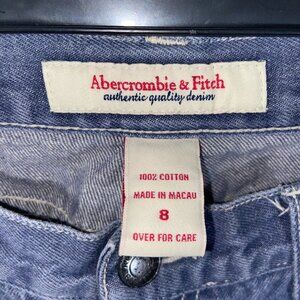 Abercrombie & Fitch
authentic quality denim
100% COTTON
MADE IN MACAU
8
OVER FOR CARE